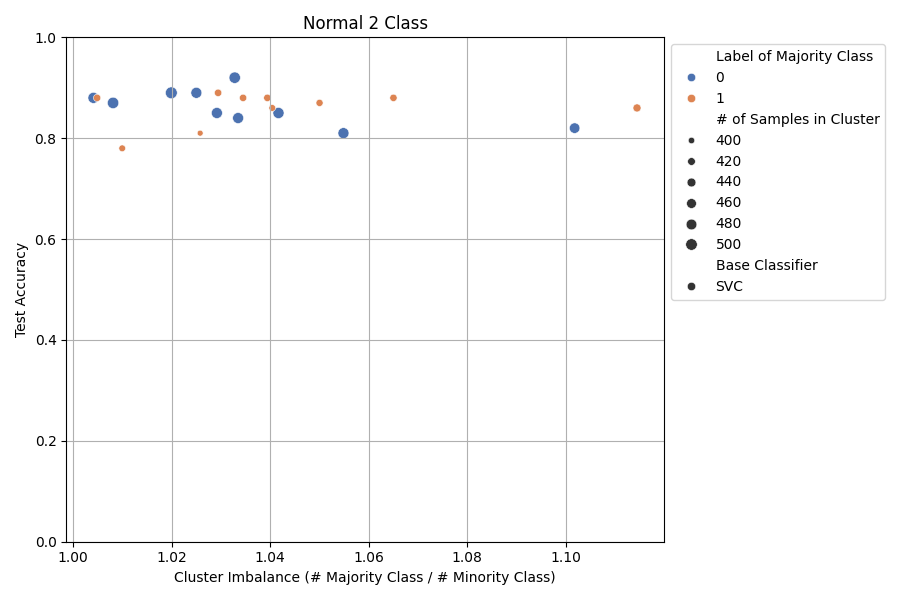 Normal 2 Class
Test Accuracy
1.0
0.8
0.6
0.4
0.2
0.0
1.00 1.02 1.04 1.06 1.08 1.10
Cluster Imbalance (# Majority Class / # Minority Class)
Label of Majority Class
0
1
# of Samples in Cluster
400
420
440
460
480
500
Base Classifier
SVC